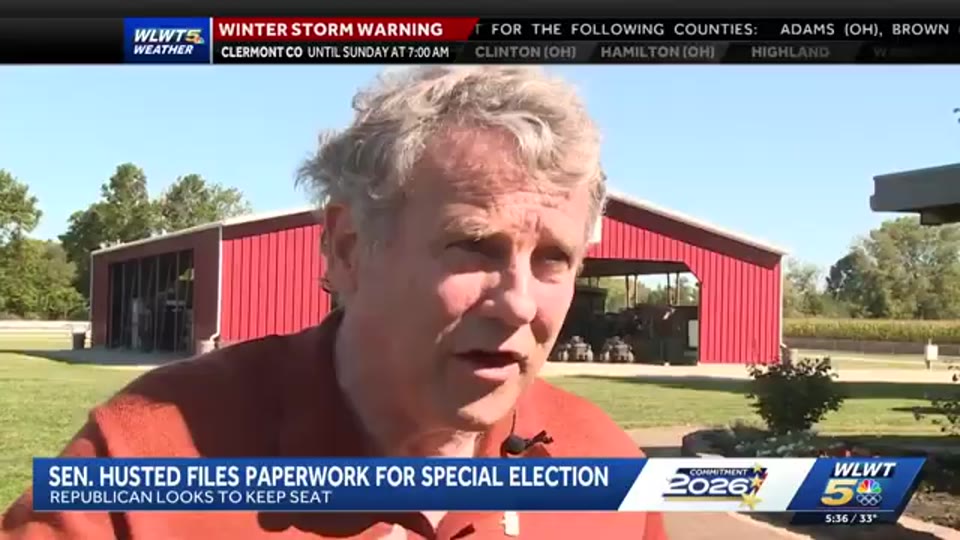 WLWT5
WEATHER
WINTER STORM WARNING
CLERMONT CO UNTIL SUNDAY AT 7:00 AM
T FOR THE FOLLOWING COUNTIES: ADAMS (OH), BROWN
CLINTON (OH) HAMILTON (OH) HIGHLAND W
SEN. HUSTED FILES PAPERWORK FOR SPECIAL ELECTION
REPUBLICAN LOOKS TO KEEP SEAT
COMMITMENT
2026
WLWT
5
5:36 / 33°